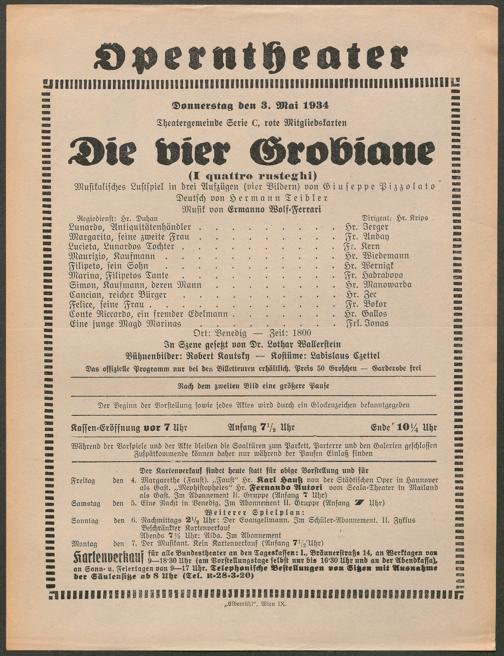 Operntheater
Donnerstag den 3. Mai 1934
Theatergemeinde Serie C, rote Mitgliedskarten
Die vier Grobiane
(I quattro rusteghi)
Musikalisches Lustspiel in drei Aufzügen (vier Bildern) von Giuseppe Pizzolato
Deutsch von Hermann Teibler
Musik von Ermanno Wolf-Ferrari
Regiedienst: Hr. Duhan Dirigent: Hr. Krips
Lunardo, Antiquitätenhändler . . . . . . . . . Hr. Jerger
Margarita, seine zweite Frau . . . . . . . . . Fr. Anday
Lucieta, Lunardos Tochter . . . . . . . . . Fr. Kern
Maurizio, Kaufmann . . . . . . . . . Hr. Wiedemann
Filipeto, sein Sohn . . . . . . . . . Hr. Wernigk
Marina, Filipetos Tante . . . . . . . . . Fr. Hadrabova
Simon, Kaufmann, deren Mann . . . . . . . . . Hr. Manowarda
Cancian, reicher Bürger . . . . . . . . . Hr. Zec
Felice, seine Frau . . . . . . . . . Fr. Bokor
Conte Riccardo, ein fremder Edelmann . . . . . . . . . Hr. Gallos
Eine junge Magd Marinas . . . . . . . . . Frl. Jonas
Ort: Venedig — Zeit: 1800
In Szene gesetzt von Dr. Lothar Wallerstein
Bühnenbilder: Robert Kautsky — Kostüme: Ladislaus Czettel
Das offizielle Programm nur bei den Billetteuren erhältlich. Preis 50 Groschen — Garderobe frei
Nach dem zweiten Bild eine größere Pause
Der Beginn der Vorstellung sowie jedes Aktes wird durch ein Glockenzeichen bekanntgegeben
Kassen-Eröffnung vor 7 Uhr Anfang 7½ Uhr Ende 10¼ Uhr
Während der Vorspiele und der Akte bleiben die Saaltüren zum Parkett, Parterre und den Galerien geschlossen
Zuspätkommende können daher nur während der Pausen Einlaß finden
Der Kartenverkauf findet heute statt für obige Vorstellung und für
Freitag den 4. Margarethe (Faust). „Faust“ Hr. Karl Hauß von der Städtischen Oper in Hannover
als Gast. „Mephistopheles“ Hr. Fernando Autori vom Scala-Theater in Mailand
als Gast. Im Abonnement II. Gruppe (Anfang 7 Uhr)
Samstag den 5. Eine Nacht in Venedig. Im Abonnement II. Gruppe (Anfang 7 Uhr)
Weiterer Spielplan:
Sonntag den 6. Nachmittags 2½ Uhr: Der Evangelimann. Im Schüler-Abonnement. II. Zyklus
Beschränkter Kartenverkauf
Abends 7½ Uhr: Aida. Im Abonnement
Montag den 7. Der Musikant. Kein Kartenverkauf (Anfang 7½ Uhr)
Kartenverkauf für alle Bundestheater an den Tageskassen: I., Bräunerstraße 14, an Werktagen von
9—18·30 Uhr (am Vorstellungstage selbst nur bis 16·30 Uhr und an der Abendkassa),
an Sonn- u. Feiertagen von 9—17 Uhr. Telephonische Bestellungen von Sitzen mit Ausnahme
der Säulensitze ab 8 Uhr (Tel. R-28-3-20)
„Elbemühl“, Wien IX.